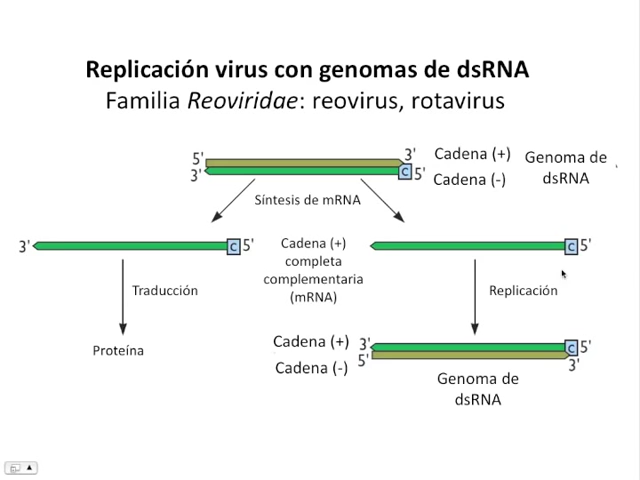 Replicación virus con genomas de dsRNA
Familia Reoviridae: reovirus, rotavirus
5' 3' Cadena (+) Genoma de
3' C 5' Cadena (-) dsRNA
Síntesis de mRNA
3' C 5' Cadena (+) C 5'
completa
complementaria
(mRNA)
Traducción Replicación
Proteína
Cadena (+) 3' C 5'
Cadena (-) 5' 3'
Genoma de
dsRNA